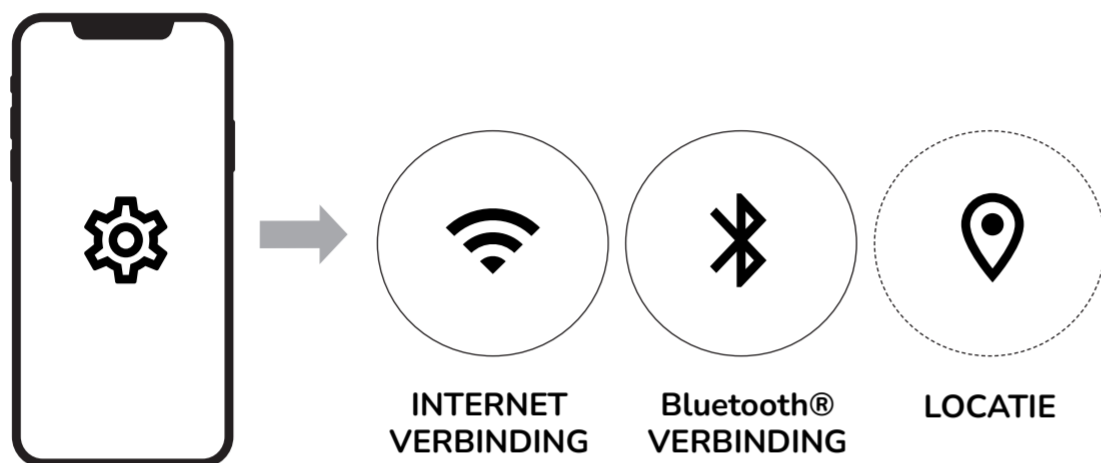 INTERNET
VERBINDING
Bluetooth®
VERBINDING
LOCATIE